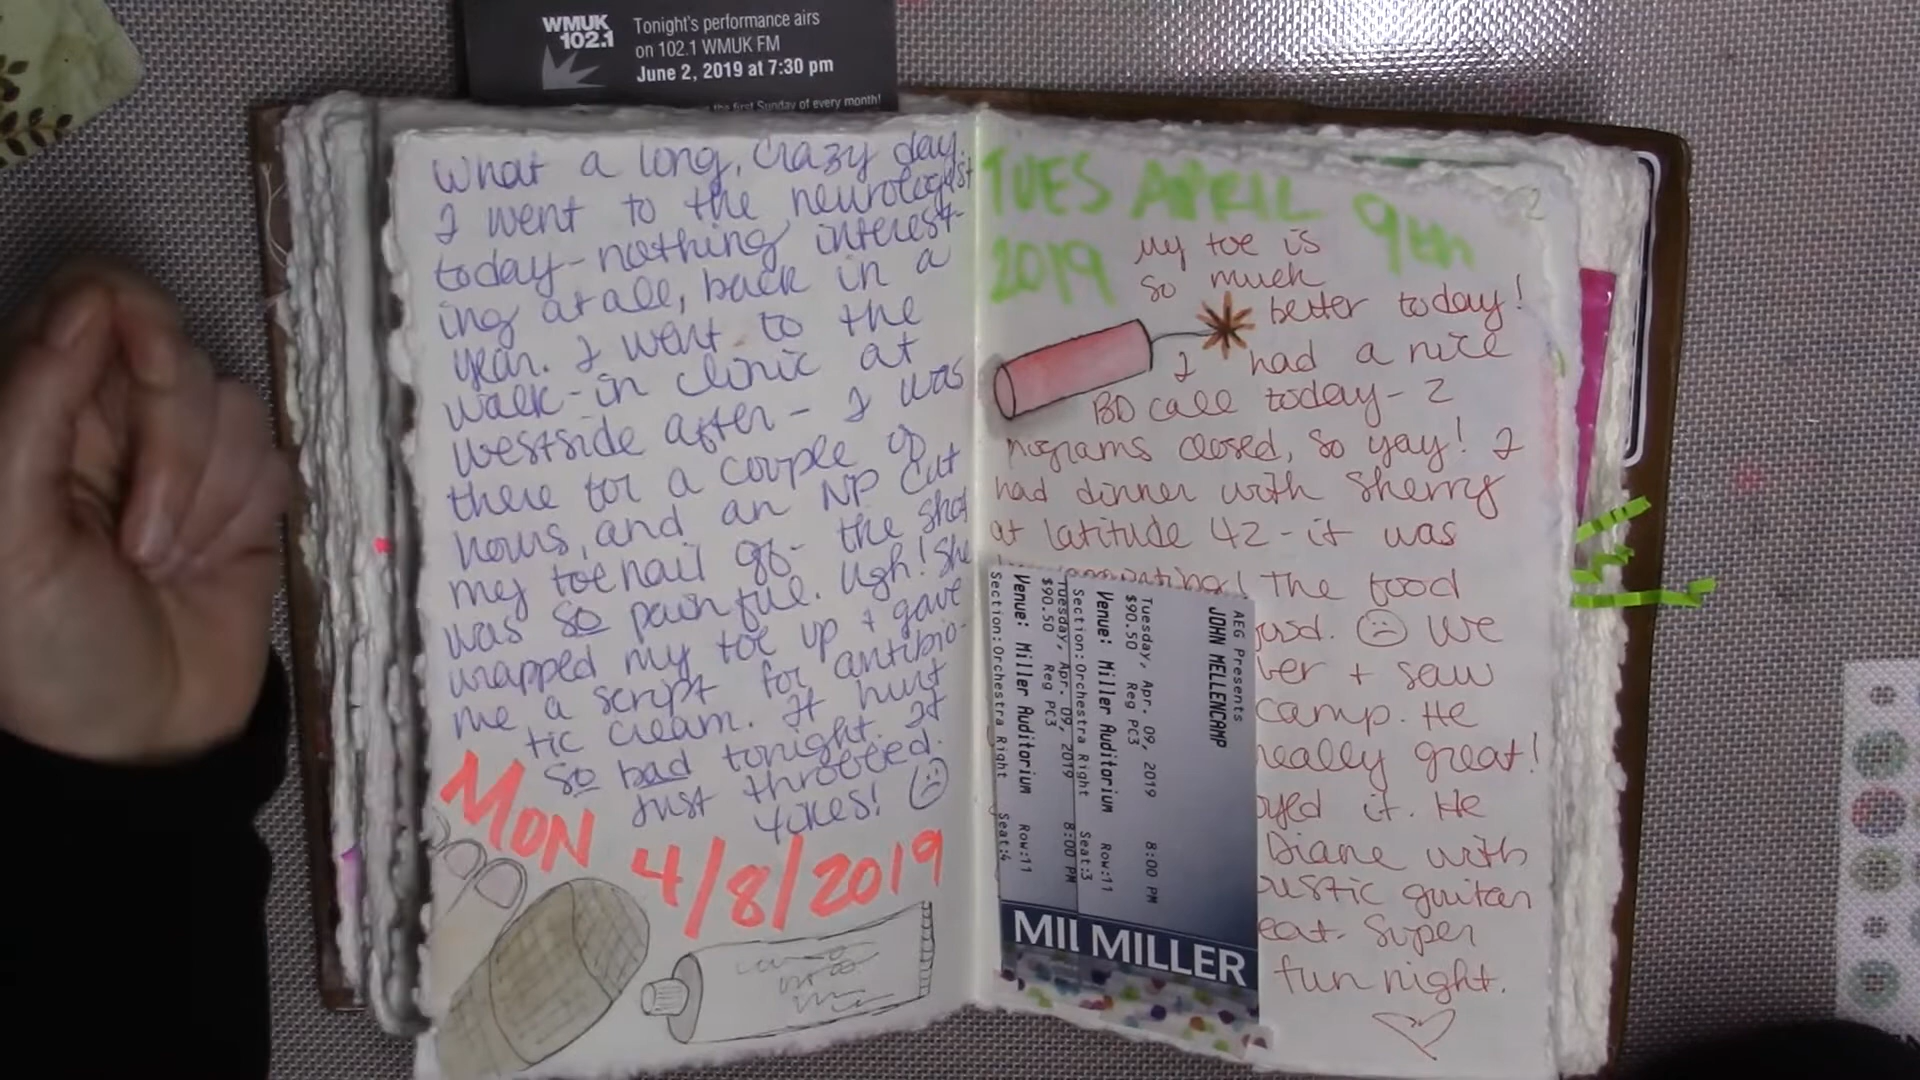 WMUK
102.1
Tonight's performance airs
on 102.1 WMUK FM
June 2, 2019 at 7:30 pm
the first Sunday of every month!
What a long, crazy day.
I went to the neurologist
today - nothing interest-
ing at all, back in a
year. I went to the
walk-in clinic at
Westside after - I was
there for a couple of
hours, and an NP cut
my toenail off - the shot
was so painful. Ugh! She
wrapped my toe up + gave
me a script for antibio-
tic cream. It hurt
so bad tonight. It
just throbbed.
Yikes! ☹
MON 4/8/2019
TUES APRIL 9th
2019
My toe is
so much
better today!
I had a nice
BD call today - 2
programs closed, so yay! I
had dinner with Sherry
at Latitude 42 - it was
The food
☹ We
+ saw
camp. He
really great!
it. He
Diane with
guitar
Super
fun night.
AEG Presents
JOHN MELLENCAMP
Tuesday, Apr. 09, 2019 8:00 PM
$90.50 Reg PC3
Venue: Miller Auditorium
Section:Orchestra Right Row:11 Seat:3
Tuesday, Apr. 09, 2019 8:00 PM
$90.50 Reg PC3
Venue: Miller Auditorium
Section:Orchestra Right Row:11 Seat:4
MIL MILLER